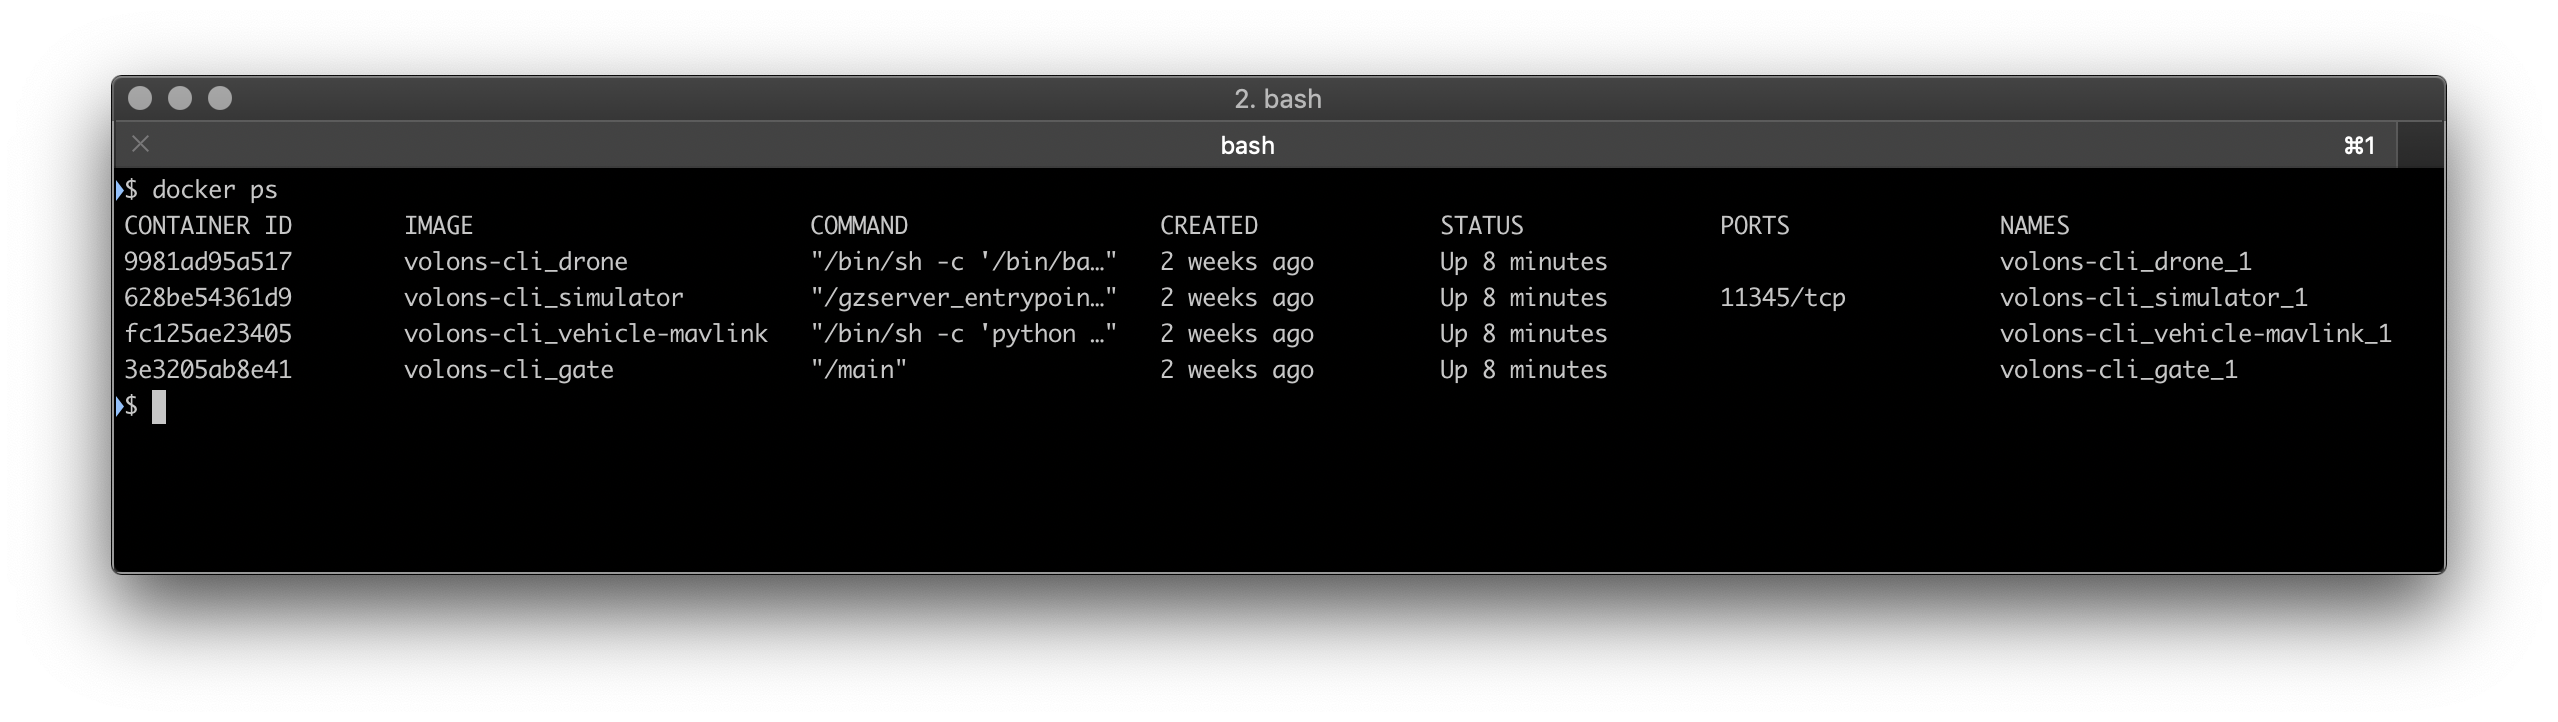 2. bash
bash ⌘1
$ docker ps
CONTAINER ID IMAGE COMMAND CREATED STATUS PORTS NAMES
9981ad95a517 volons-cli_drone "/bin/sh -c '/bin/ba…" 2 weeks ago Up 8 minutes volons-cli_drone_1
628be54361d9 volons-cli_simulator "/gzserver_entrypoin…" 2 weeks ago Up 8 minutes 11345/tcp volons-cli_simulator_1
fc125ae23405 volons-cli_vehicle-mavlink "/bin/sh -c 'python …" 2 weeks ago Up 8 minutes volons-cli_vehicle-mavlink_1
3e3205ab8e41 volons-cli_gate "/main" 2 weeks ago Up 8 minutes volons-cli_gate_1
$